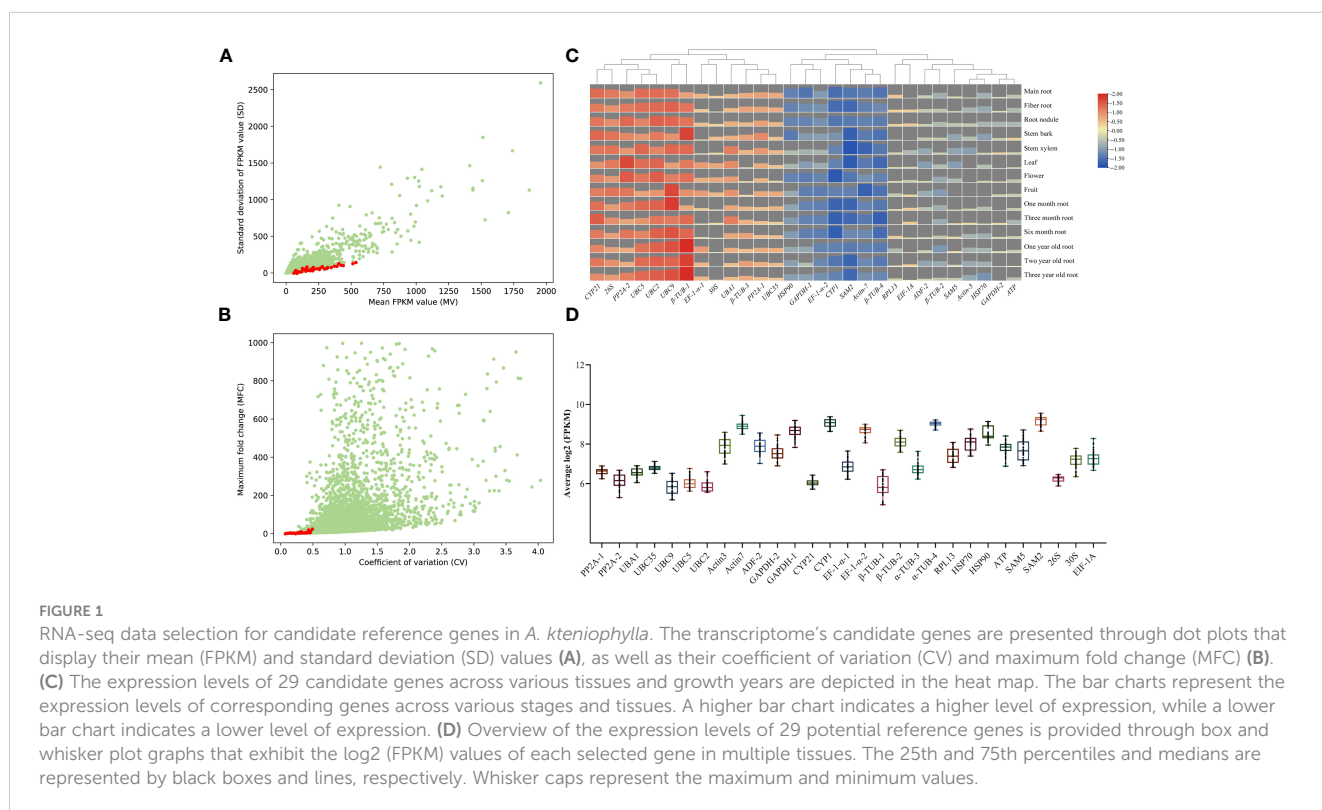 A
Standard deviation of FPKM value (SD)
2500
2000
1500
1000
500
0
0 250 500 750 1000 1250 1500 1750 2000
Mean FPKM value (MV)
B
Maximum fold change (MFC)
1000
800
600
400
200
0
0.0 0.5 1.0 1.5 2.0 2.5 3.0 3.5 4.0
Coefficient of variation (CV)
C
Main root
Fiber root
Root nodule
Stem bark
Stem xylem
Leaf
Flower
Fruit
One month root
Three month root
Six month root
One year old root
Two year old root
Three year old root
CYP21 26S PP2A-2 UBC5 UBC2 UBC9 β-TUB-1 EF-1-α-1 30S UBA1 β-TUB-3 PP2A-1 UBC35 HSP90 GAPDH-1 EF-1-α-2 CYP1 SAM2 Actin-7 β-TUB-4 RPL13 EIF-1A ADF-2 β-TUB-2 SAM5 Actin-3 HSP70 GAPDH-2 ATP
2.00
1.50
1.00
0.50
0.00
-0.50
-1.00
-1.50
-2.00
D
Average log2 (FPKM)
12
10
8
6
PP2A-1 PP2A-2 UBA1 UBC35 UBC9 UBC5 UBC2 Actin3 Actin7 ADF-2 GAPDH-2 GAPDH-1 CYP21 CYP1 EF-1-α-1 EF-1-α-2 β-TUB-1 β-TUB-2 α-TUB-3 α-TUB-4 RPL13 HSP70 HSP90 ATP SAM5 SAM2 26S 30S EIF-1A
FIGURE 1
RNA-seq data selection for candidate reference genes in A. kteniophylla. The transcriptome's candidate genes are presented through dot plots that
display their mean (FPKM) and standard deviation (SD) values (A), as well as their coefficient of variation (CV) and maximum fold change (MFC) (B).
(C) The expression levels of 29 candidate genes across various tissues and growth years are depicted in the heat map. The bar charts represent the
expression levels of corresponding genes across various stages and tissues. A higher bar chart indicates a higher level of expression, while a lower
bar chart indicates a lower level of expression. (D) Overview of the expression levels of 29 potential reference genes is provided through box and
whisker plot graphs that exhibit the log2 (FPKM) values of each selected gene in multiple tissues. The 25th and 75th percentiles and medians are
represented by black boxes and lines, respectively. Whisker caps represent the maximum and minimum values.